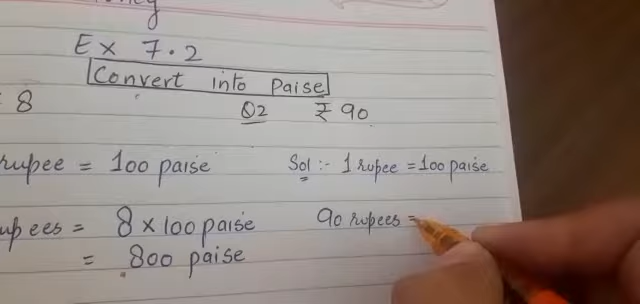 Ex 7.2
Convert into Paise
8
Q2 ₹ 90
rupee = 100 paise
Sol :- 1 rupee = 100 paise
rupees = 8 × 100 paise
90 rupees =
= 800 paise